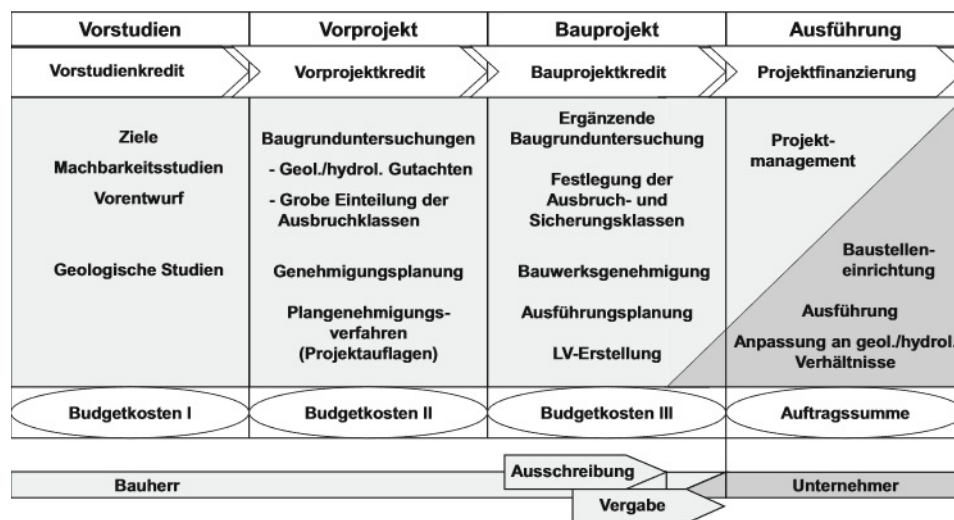 Vorstudien
Vorprojekt
Bauprojekt
Ausführung
Vorstudienkredit
Vorprojektkredit
Bauprojektkredit
Projektfinanzierung
Ziele
Machbarkeitsstudien
Vorentwurf
Geologische Studien
Baugrunduntersuchungen
- Geol./hydrol. Gutachten
- Grobe Einteilung der
Ausbruchklassen
Genehmigungsplanung
Plangenehmigungs-
verfahren
(Projektauflagen)
Ergänzende
Baugrunduntersuchung
Festlegung der
Ausbruch- und
Sicherungsklassen
Bauwerksgenehmigung
Ausführungsplanung
LV-Erstellung
Projekt-
management
Baustellen-
einrichtung
Ausführung
Anpassung an geol./hydrol.
Verhältnisse
Budgetkosten I
Budgetkosten II
Budgetkosten III
Auftragssumme
Bauherr
Ausschreibung
Vergabe
Unternehmer